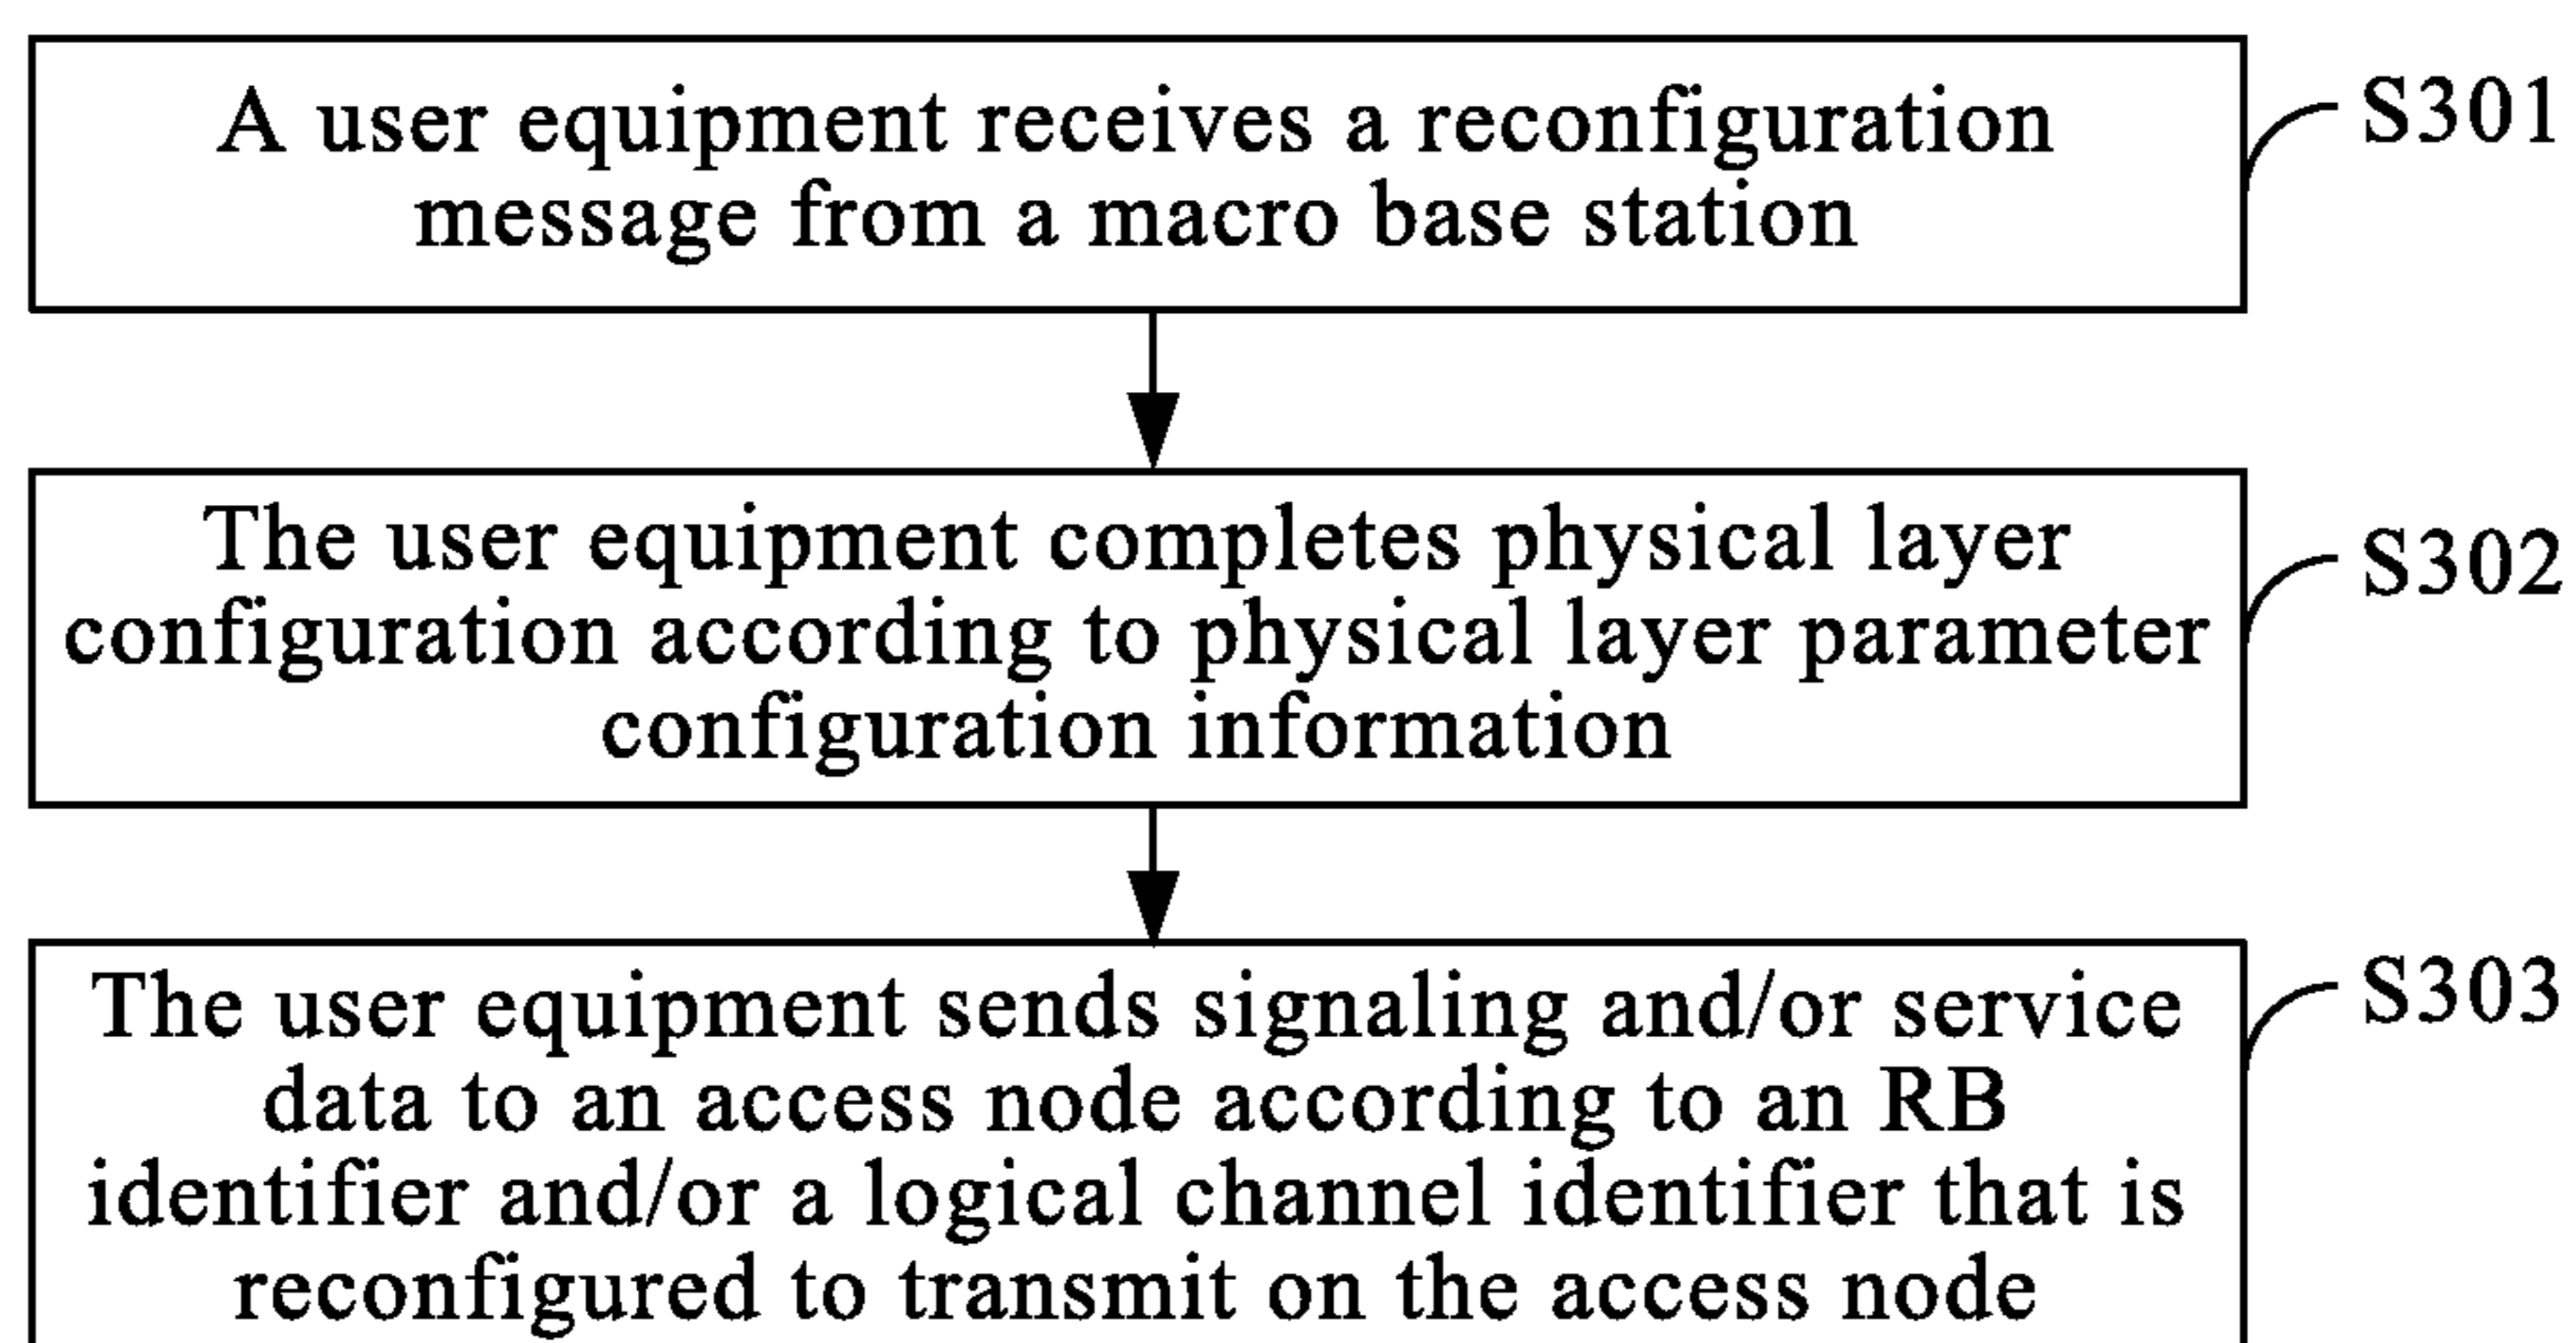 A user equipment receives a reconfiguration
message from a macro base station
S301
The user equipment completes physical layer
configuration according to physical layer parameter
configuration information
S302
The user equipment sends signaling and/or service
data to an access node according to an RB
identifier and/or a logical channel identifier that is
reconfigured to transmit on the access node
S303